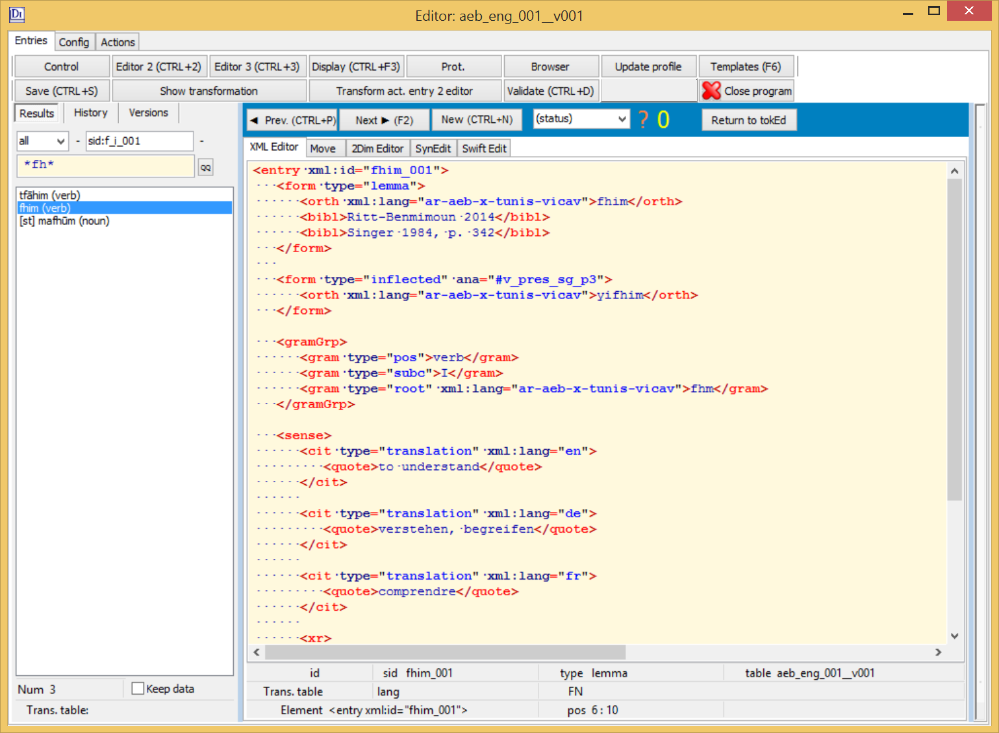 Editor: aeb_eng_001__v001
Entries Config Actions
Control Editor 2 (CTRL+2) Editor 3 (CTRL+3) Display (CTRL+F3) Prot. Browser Update profile Templates (F6)
Save (CTRL+S) Show transformation Transform act. entry 2 editor Validate (CTRL+D) Close program
Results History Versions
◄ Prev. (CTRL+P) Next ► (F2) New (CTRL+N) (status) ? 0 Return to tokEd
all - sid:f_i_001 -
*fh* QQ
tfāhim (verb)
fhim (verb)
[st] mafhūm (noun)
Num 3 Keep data
Trans. table:
XML Editor Move 2Dim Editor SynEdit Swift Edit
<entry xml:id="fhim_001">
<form type="lemma">
<orth xml:lang="ar-aeb-x-tunis-vicav">fhim</orth>
<bibl>Ritt-Benmimoun 2014</bibl>
<bibl>Singer 1984, p. 342</bibl>
</form>
<form type="inflected" ana="#v_pres_sg_p3">
<orth xml:lang="ar-aeb-x-tunis-vicav">yifhim</orth>
</form>
<gramGrp>
<gram type="pos">verb</gram>
<gram type="subc">I</gram>
<gram type="root" xml:lang="ar-aeb-x-tunis-vicav">fhm</gram>
</gramGrp>
<sense>
<cit type="translation" xml:lang="en">
<quote>to understand</quote>
</cit>
<cit type="translation" xml:lang="de">
<quote>verstehen, begreifen</quote>
</cit>
<cit type="translation" xml:lang="fr">
<quote>comprendre</quote>
</cit>
<xr>
id sid fhim_001 type lemma table aeb_eng_001__v001
Trans. table lang FN
Element <entry xml:id="fhim_001"> pos 6 : 10